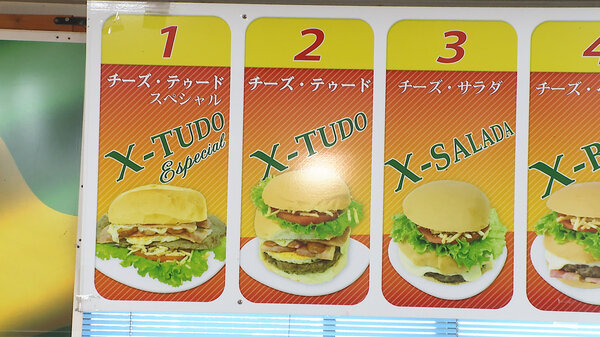 1
チーズ・テゥード
スペシャル
X-TUDO
Especial
2
チーズ・テゥード
X-TUDO
3
チーズ・サラダ
X-SALADA
4
チーズ・
X-B